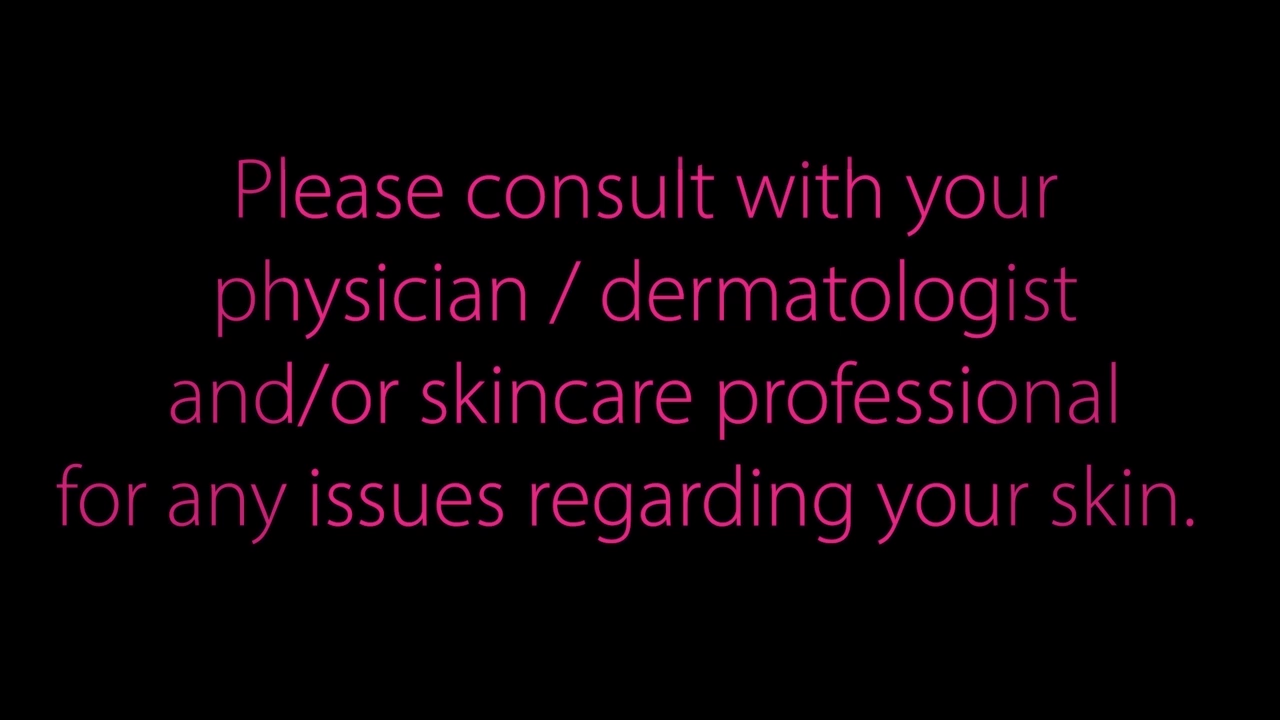 Please consult with your
physician / dermatologist
and/or skincare professional
for any issues regarding your skin.